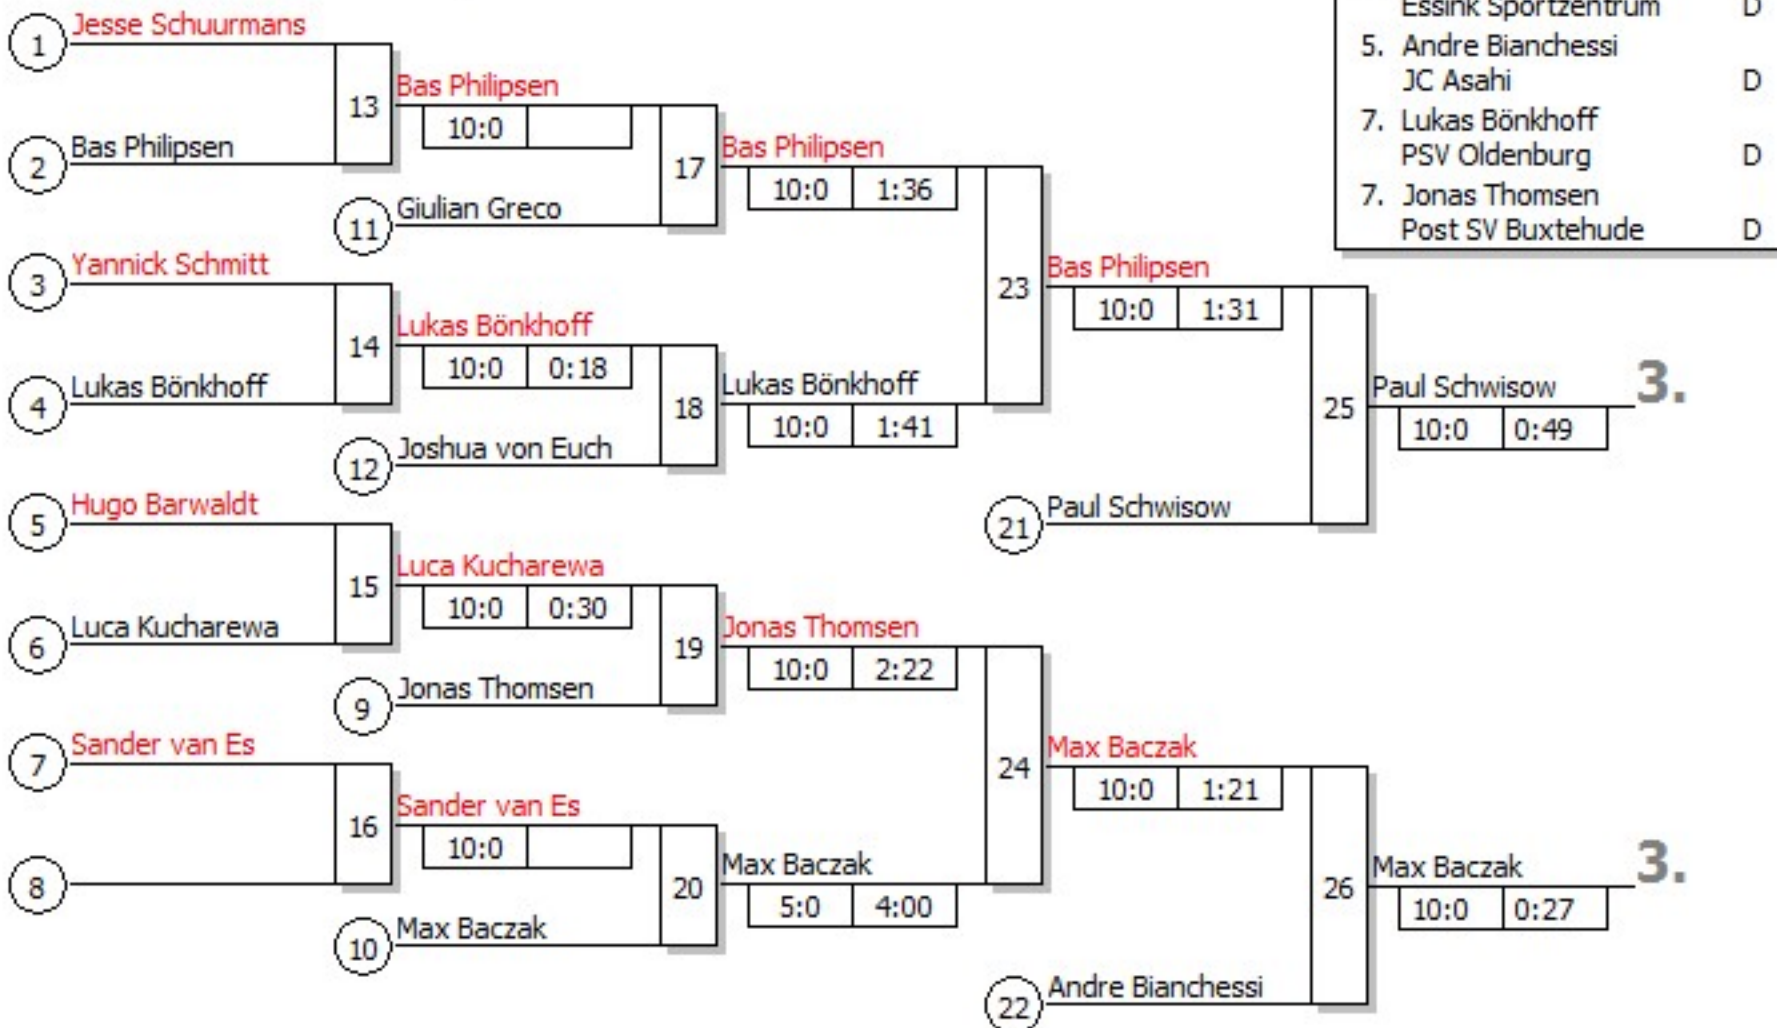 Essink Sportzentrum D
5. Andre Bianchessi
JC Asahi D
7. Lukas Bönkhoff
PSV Oldenburg D
7. Jonas Thomsen
Post SV Buxtehude D
1 Jesse Schuurmans
13 Bas Philipsen
10:0
2 Bas Philipsen
17 Bas Philipsen
10:0 1:36
11 Giulian Greco
3 Yannick Schmitt
23 Bas Philipsen
10:0 1:31
14 Lukas Bönkhoff
10:0 0:18
4 Lukas Bönkhoff
18 Lukas Bönkhoff
10:0 1:41
25 Paul Schwisow 3.
10:0 0:49
12 Joshua von Euch
5 Hugo Barwaldt
21 Paul Schwisow
15 Luca Kucharewa
10:0 0:30
6 Luca Kucharewa
19 Jonas Thomsen
10:0 2:22
9 Jonas Thomsen
7 Sander van Es
24 Max Baczak
10:0 1:21
16 Sander van Es
10:0
8
20 Max Baczak
5:0 4:00
26 Max Baczak 3.
10:0 0:27
10 Max Baczak
22 Andre Bianchessi